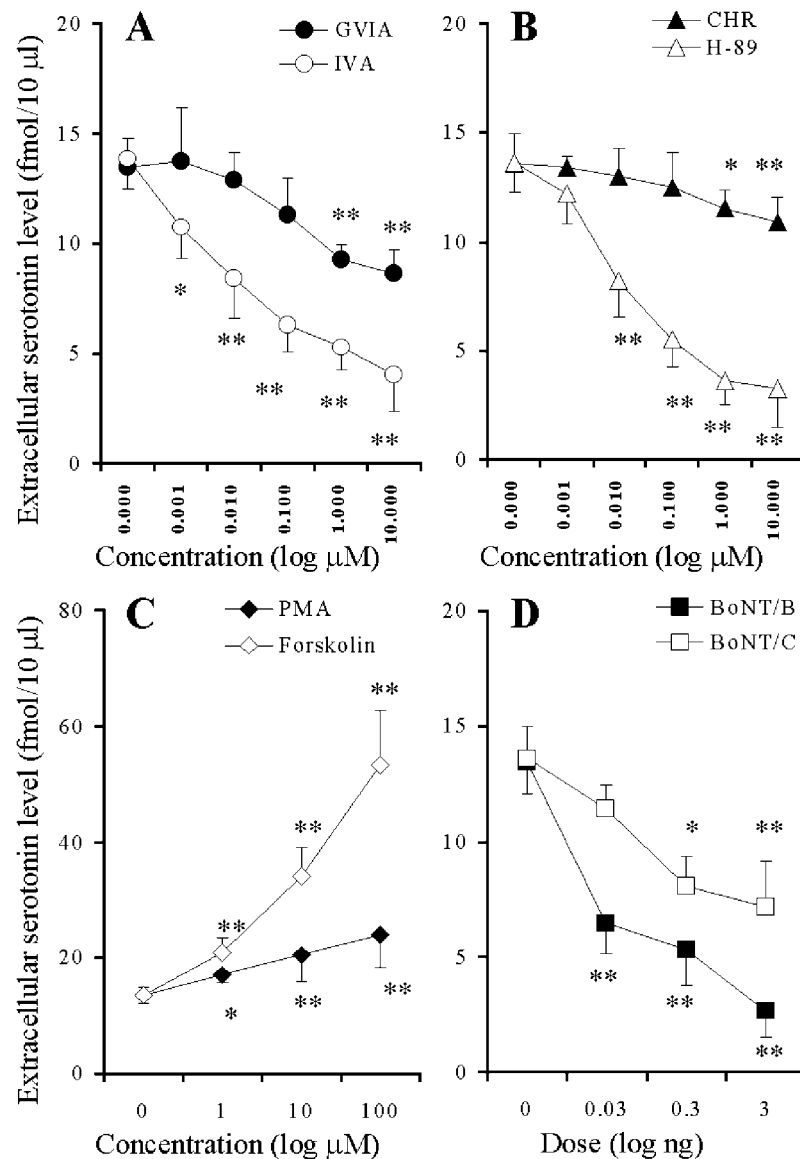 A
GVIA
IVA
Extracellular serotonin level (fmol/10 μl)
20
15
10
5
0
**
**
*
**
**
**
**
0.000
0.001
0.010
0.100
1.000
10.000
Concentration (log μM)
B
CHR
H-89
20
15
10
5
0
*
**
**
**
**
**
0.000
0.001
0.010
0.100
1.000
10.000
Concentration (log μM)
C
PMA
Forskolin
Extracellular serotonin level (fmol/10 μl)
80
60
40
20
0
**
**
**
*
**
**
0 1 10 100
Concentration (log μM)
D
BoNT/B
BoNT/C
20
15
10
5
0
*
**
**
**
**
0 0.03 0.3 3
Dose (log ng)